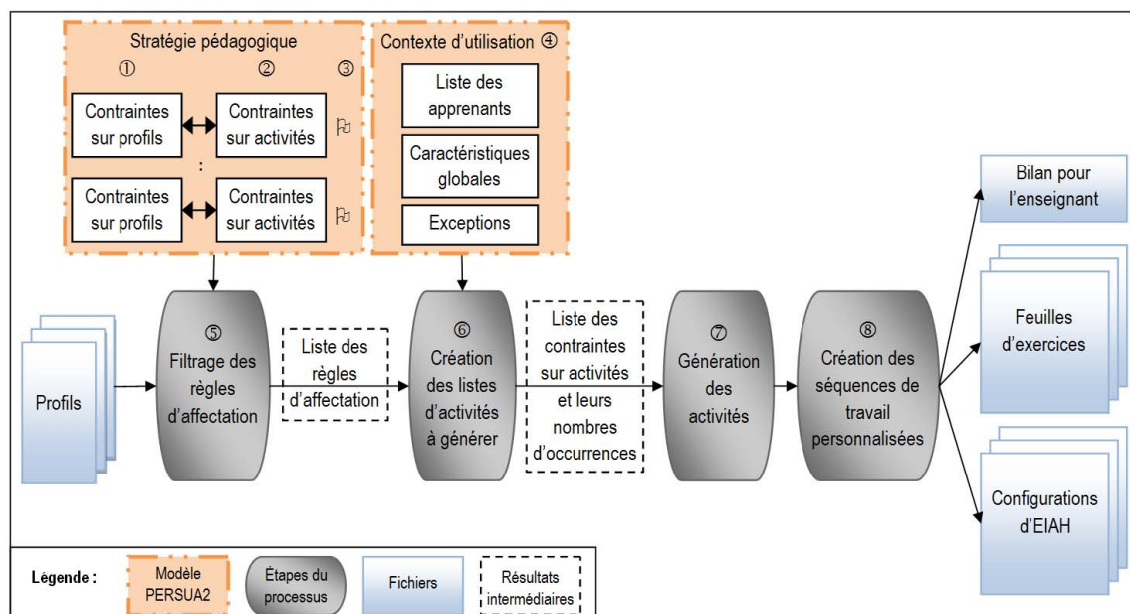 Stratégie pédagogique
① ② ③
Contraintes
sur profils
Contraintes
sur activités
:
Contraintes
sur profils
Contraintes
sur activités
Contexte d'utilisation ④
Liste des
apprenants
Caractéristiques
globales
Exceptions
Profils
⑤
Filtrage des
règles
d'affectation
Liste des
règles
d'affectation
⑥
Création
des listes
d'activités
à générer
Liste des
contraintes
sur activités
et leurs
nombres
d'occurrences
⑦
Génération
des
activités
⑧
Création des
séquences de
travail
personnalisées
Bilan pour
l'enseignant
Feuilles
d'exercices
Configurations
d'EIAH
Légende :
Modèle
PERSUA2
Étapes du
processus
Fichiers
Résultats
intermédiaires